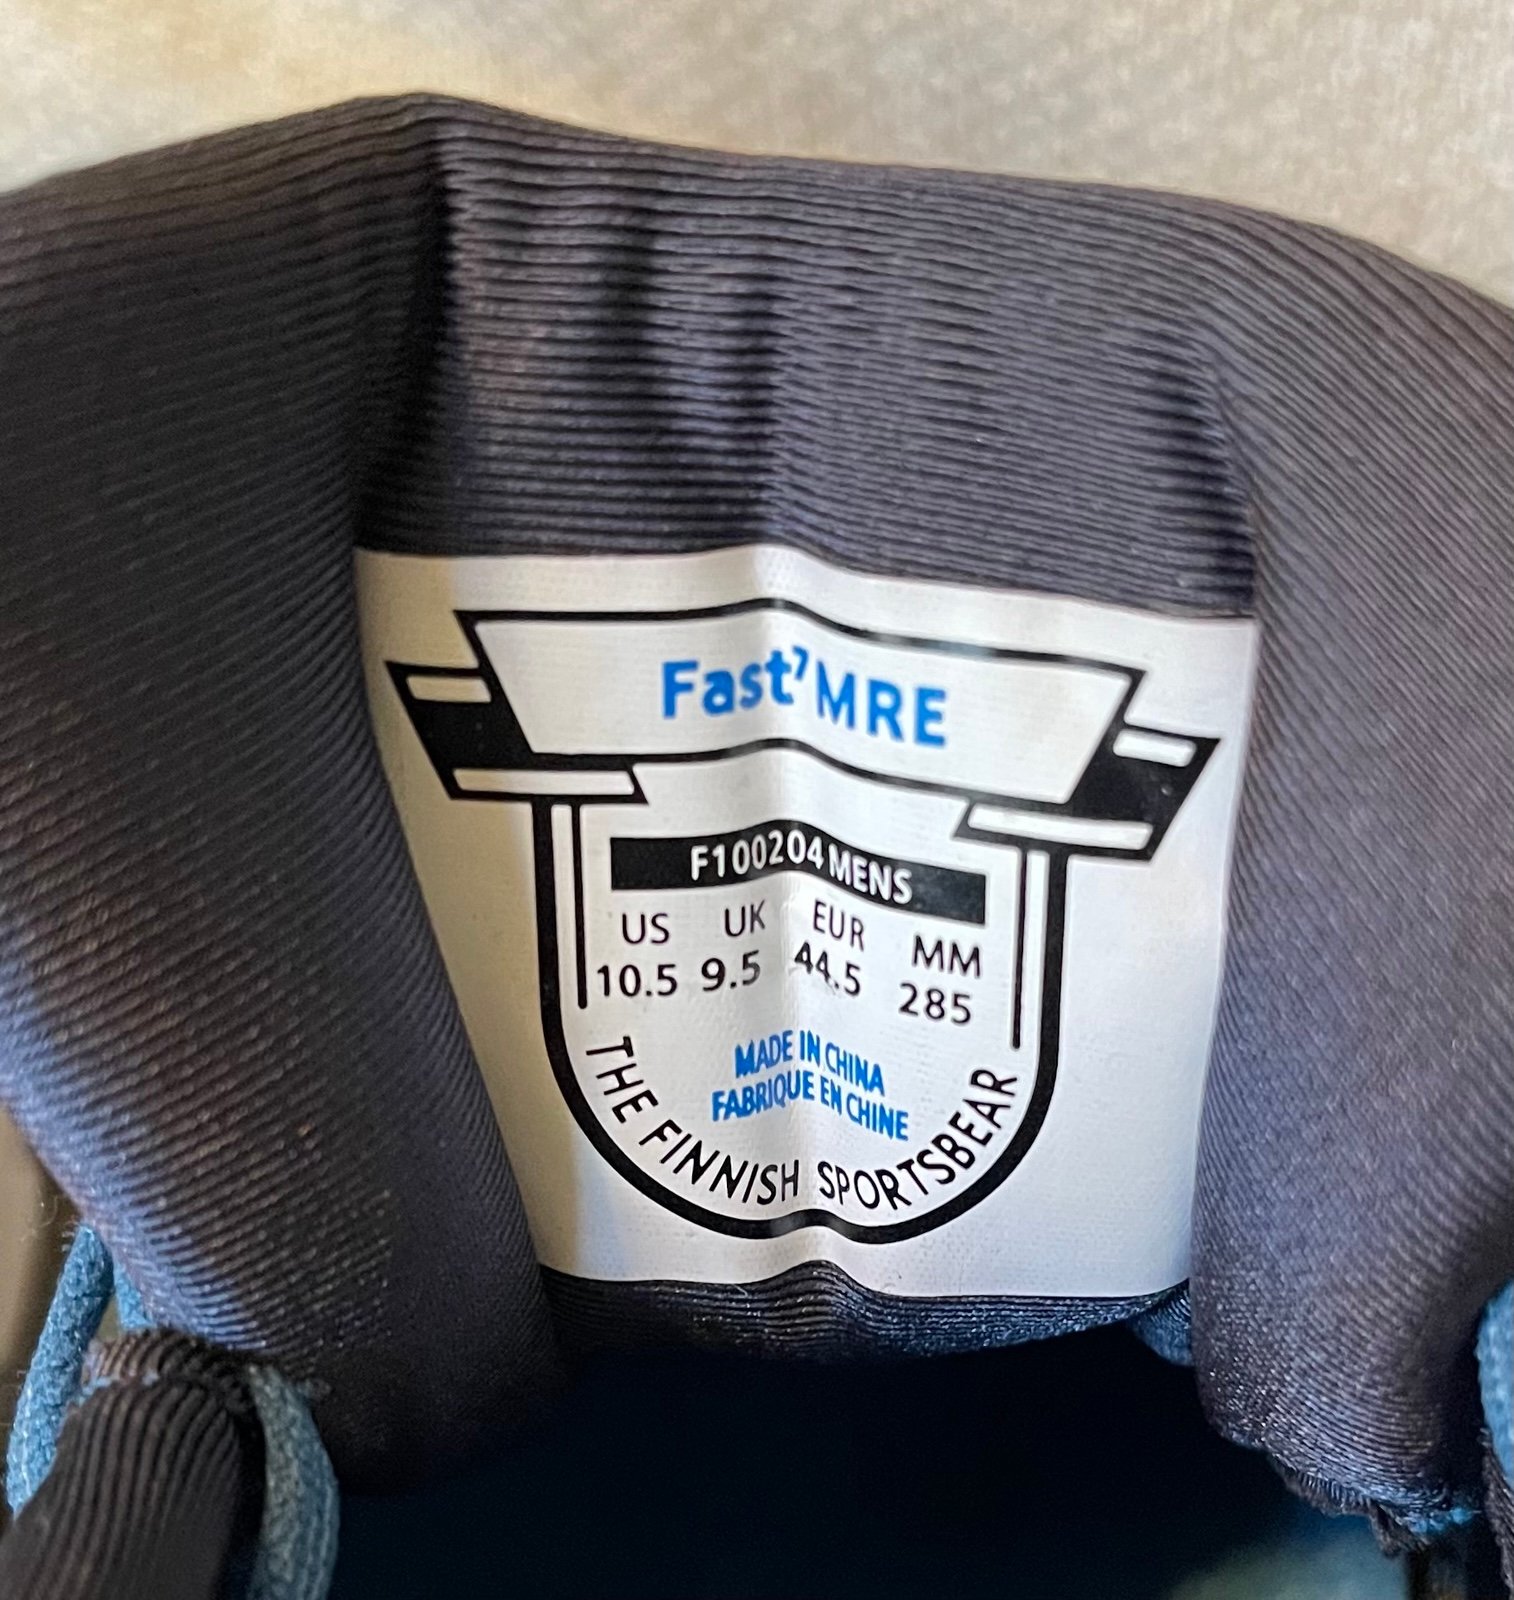 Fast'MRE
F100204 MENS
US UK EUR MM
10.5 9.5 44.5 285
MADE IN CHINA
FABRIQUE EN CHINE
THE FINNISH SPORTSBEAR